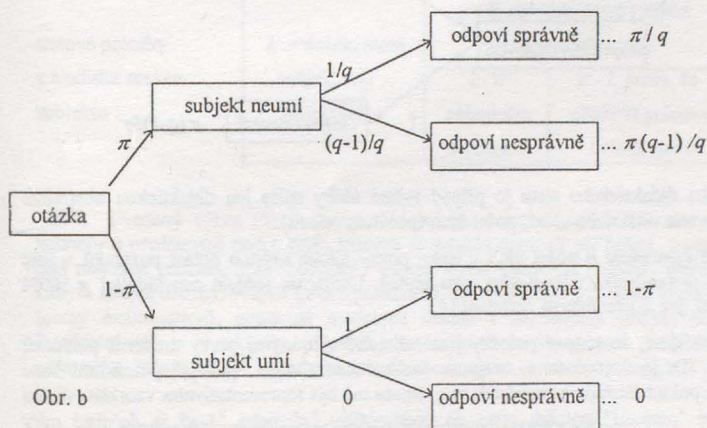 odpoví správně ... π / q
1/q
subjekt neumí
(q-1)/q
odpoví nesprávně ... π (q-1) /q
π
otázka
1-π
odpoví správně ... 1-π
1
subjekt umí
0
odpoví nesprávně ... 0
Obr. b